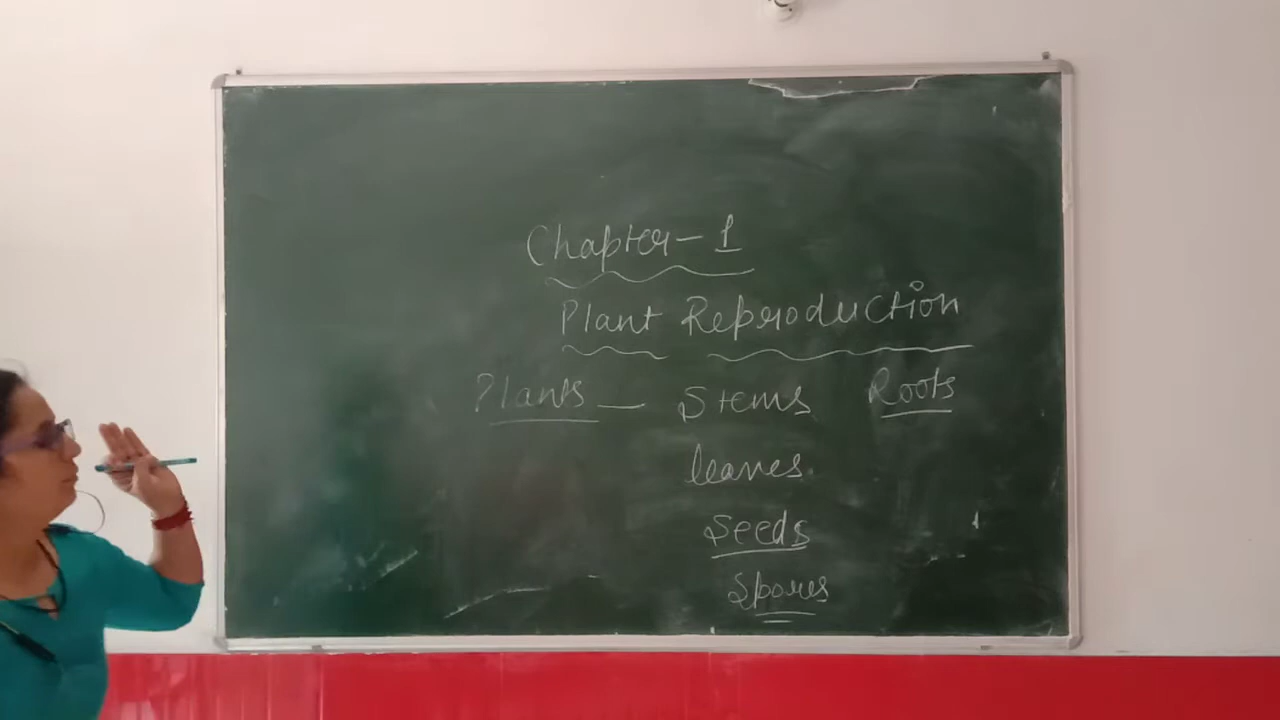 Chapter-1
Plant Reproduction
Plants — Stems Roots
leaves
Seeds
Spores